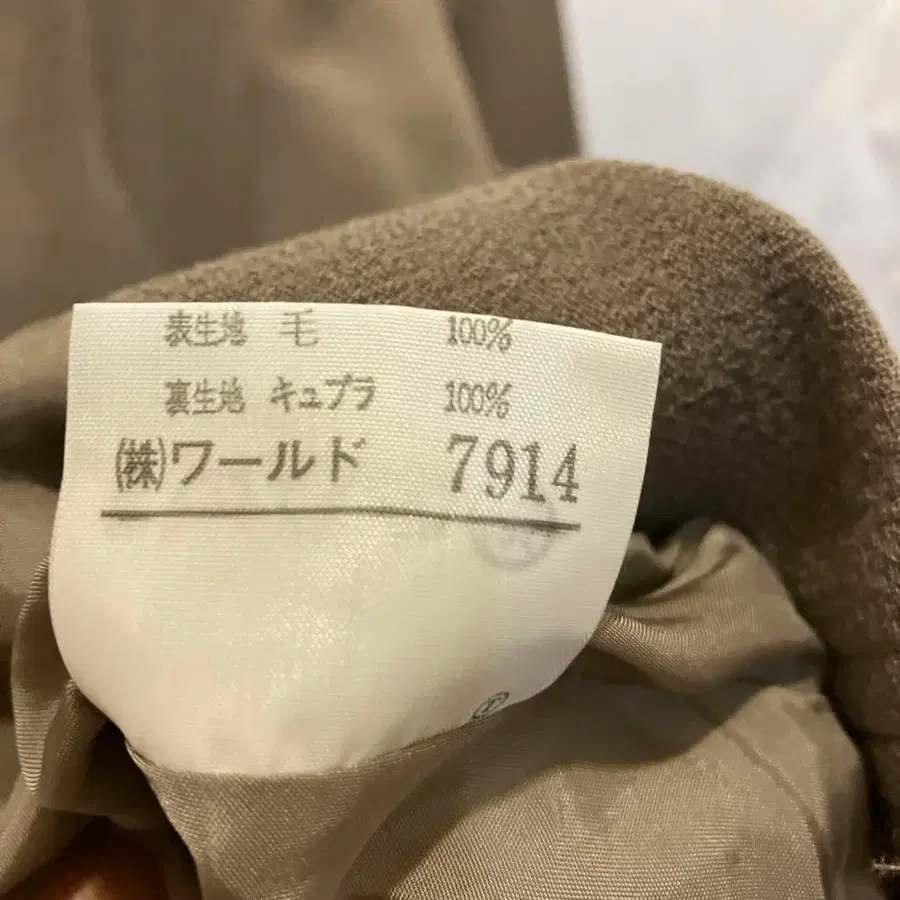 表生地 毛 100%
裏生地 キュプラ 100%
㈱ワールド 7914
®